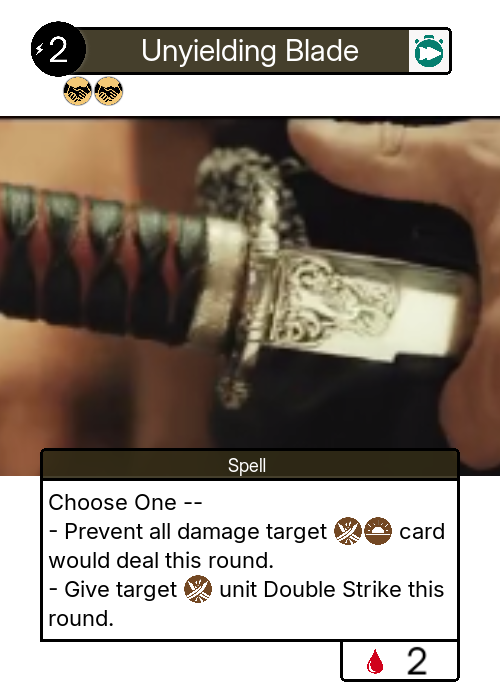 2
Unyielding Blade
Spell
Choose One --
- Prevent all damage target card
would deal this round.
- Give target unit Double Strike this
round.
2